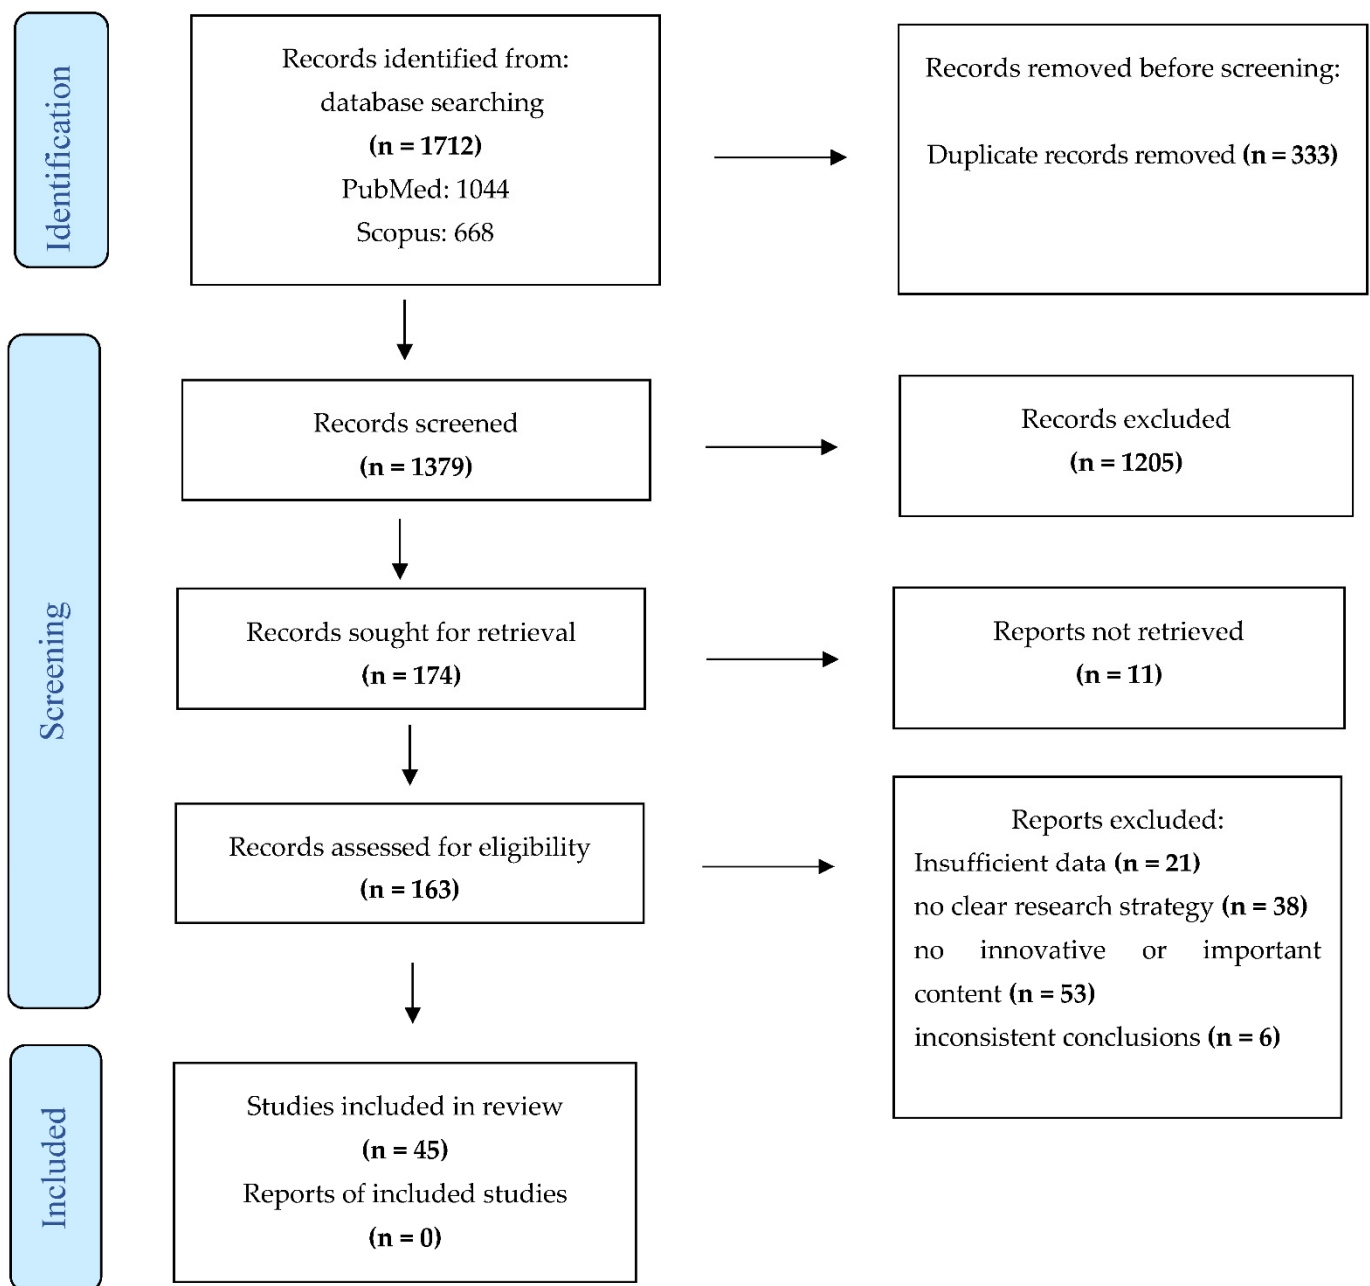 Identification
Records identified from:
database searching
(n = 1712)
PubMed: 1044
Scopus: 668
Records removed before screening:
Duplicate records removed (n = 333)
Screening
Records screened
(n = 1379)
Records excluded
(n = 1205)
Records sought for retrieval
(n = 174)
Reports not retrieved
(n = 11)
Records assessed for eligibility
(n = 163)
Reports excluded:
Insufficient data (n = 21)
no clear research strategy (n = 38)
no innovative or important
content (n = 53)
inconsistent conclusions (n = 6)
Included
Studies included in review
(n = 45)
Reports of included studies
(n = 0)